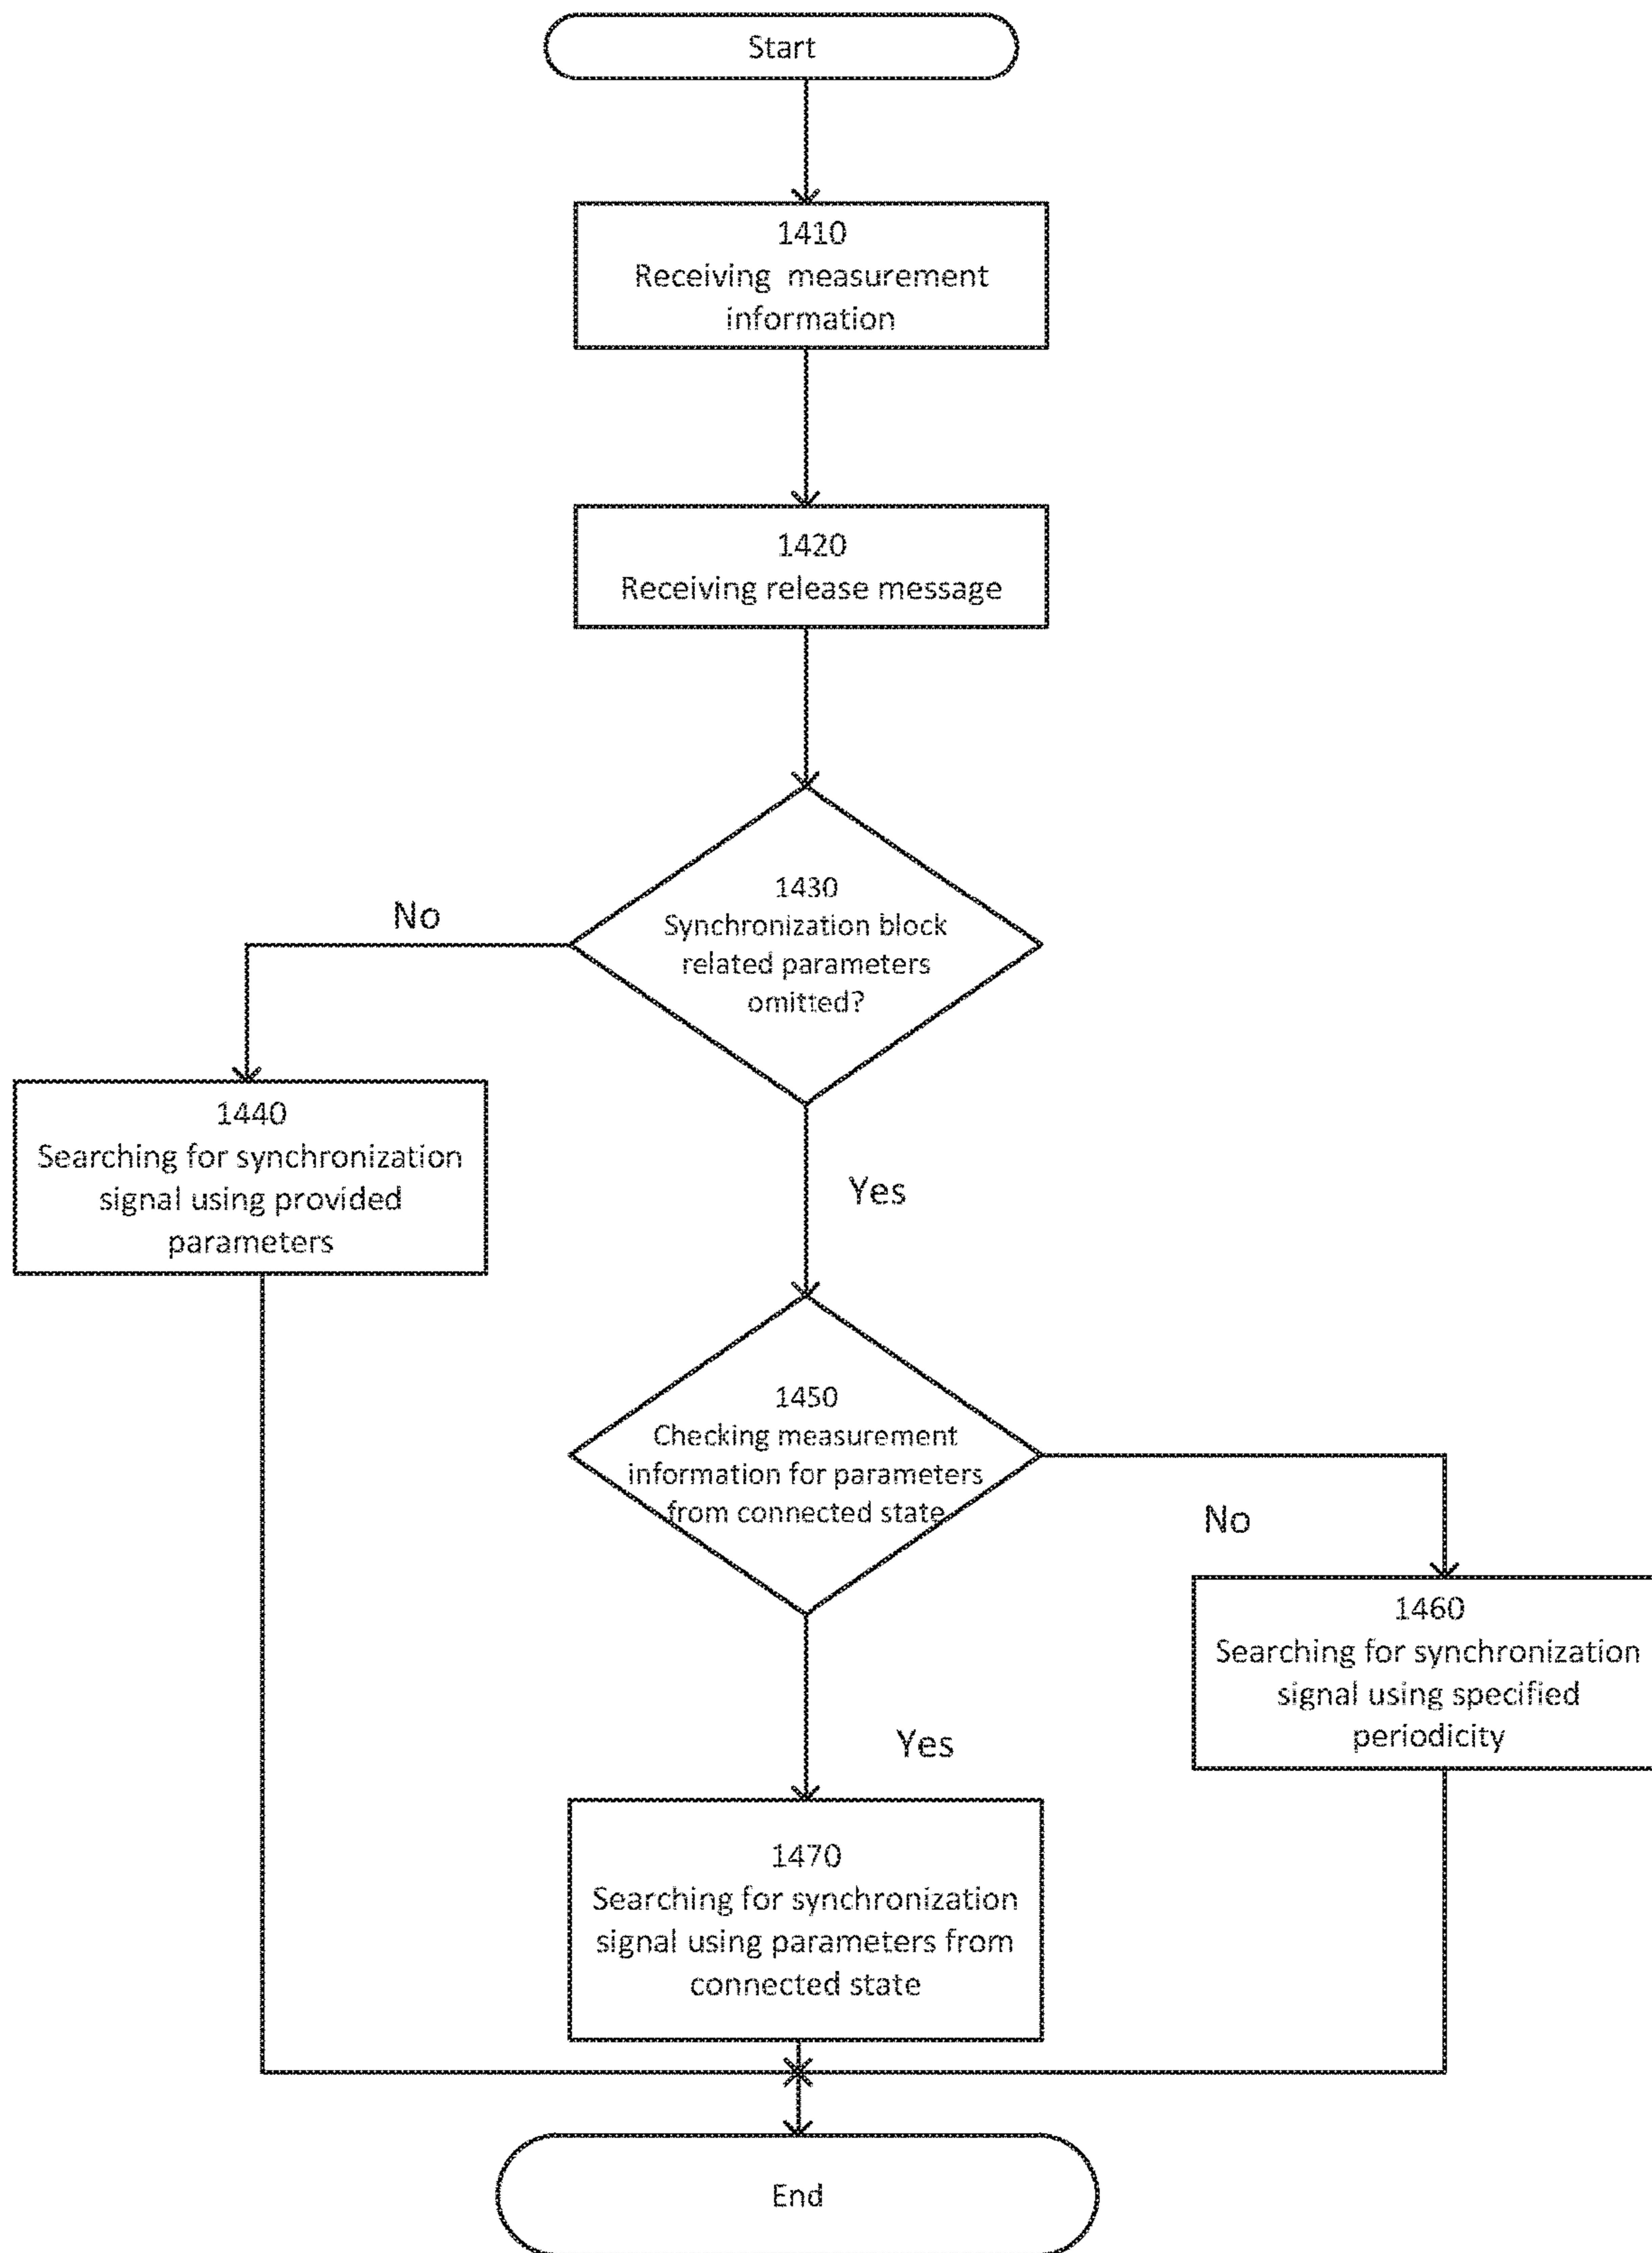 Start
1410
Receiving measurement
information
1420
Receiving release message
1430
Synchronization block
related parameters
omitted?
No
1440
Searching for synchronization
signal using provided
parameters
Yes
1450
Checking measurement
information for parameters
from connected state
No
1460
Searching for synchronization
signal using specified
periodicity
Yes
1470
Searching for synchronization
signal using parameters from
connected state
End